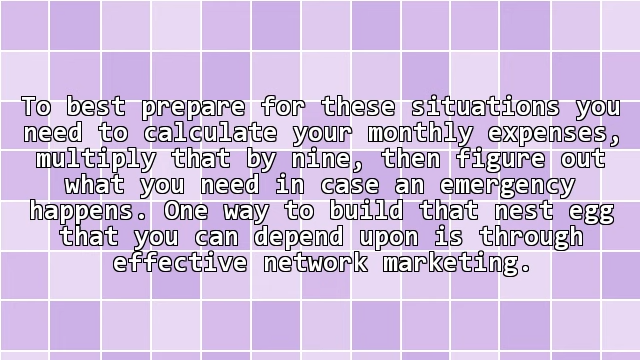 To best prepare for these situations you
need to calculate your monthly expenses,
multiply that by nine, then figure out
what you need in case an emergency
happens. One way to build that nest egg
that you can depend upon is through
effective network marketing.